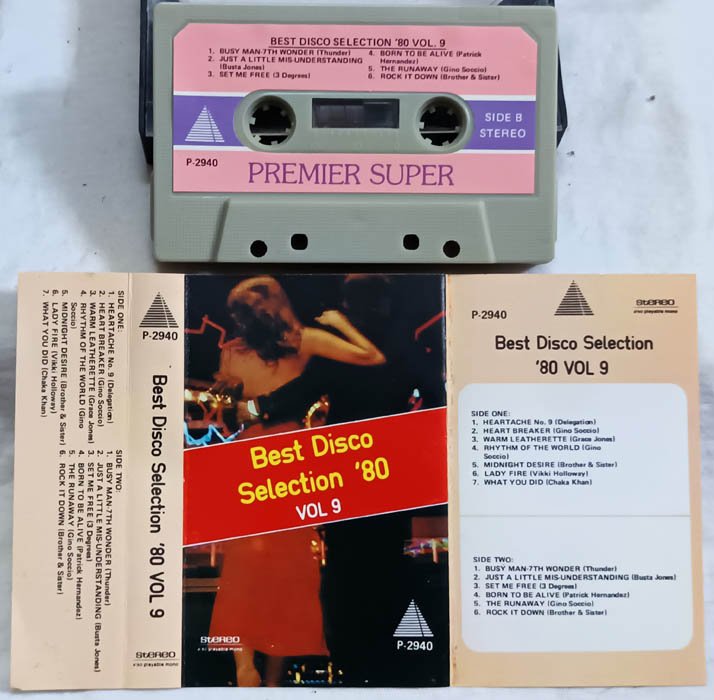 BEST DISCO SELECTION '80 VOL. 9
1. BUSY MAN-7TH WONDER (Thunder)
2. JUST A LITTLE MIS-UNDERSTANDING
(Busta Jones)
3. SET ME FREE (3 Degrees)
4. BORN TO BE ALIVE (Patrick
Hernandez)
5. THE RUNAWAY (Gino Soccio)
6. ROCK IT DOWN (Brother & Sister)
SIDE B
STEREO
P-2940
PREMIER SUPER
SIDE ONE:
1. HEARTACHE No. 9 (Delegation)
2. HEART BREAKER (Gino Soccio)
3. WARM LEATHERETTE (Grace Jones)
4. RHYTHM OF THE WORLD (Gino
Soccio)
5. MIDNIGHT DESIRE (Brother & Sister)
6. LADY FIRE (Vikki Holloway)
7. WHAT YOU DID (Chaka Khan)
SIDE TWO:
1. BUSY MAN-7TH WONDER (Thunder)
2. JUST A LITTLE MIS-UNDERSTANDING (Busta Jones)
3. SET ME FREE (3 Degrees)
4. BORN TO BE ALIVE (Patrick Hernandez)
5. THE RUNAWAY (Gino Soccio)
6. ROCK IT DOWN (Brother & Sister)
P-2940
Best Disco Selection '80 VOL 9
STEREO
also playable mono
Best Disco
Selection '80
VOL 9
STEREO
also playable mono
P-2940
P-2940
STEREO
also playable mono
Best Disco Selection
'80 VOL 9
SIDE ONE:
1. HEARTACHE No. 9 (Delegation)
2. HEART BREAKER (Gino Soccio)
3. WARM LEATHERETTE (Grace Jones)
4. RHYTHM OF THE WORLD (Gino
Soccio)
5. MIDNIGHT DESIRE (Brother & Sister)
6. LADY FIRE (Vikki Holloway)
7. WHAT YOU DID (Chaka Khan)
SIDE TWO:
1. BUSY MAN-7TH WONDER (Thunder)
2. JUST A LITTLE MIS-UNDERSTANDING (Busta Jones)
3. SET ME FREE (3 Degrees)
4. BORN TO BE ALIVE (Patrick Hernandez)
5. THE RUNAWAY (Gino Soccio)
6. ROCK IT DOWN (Brother & Sister)